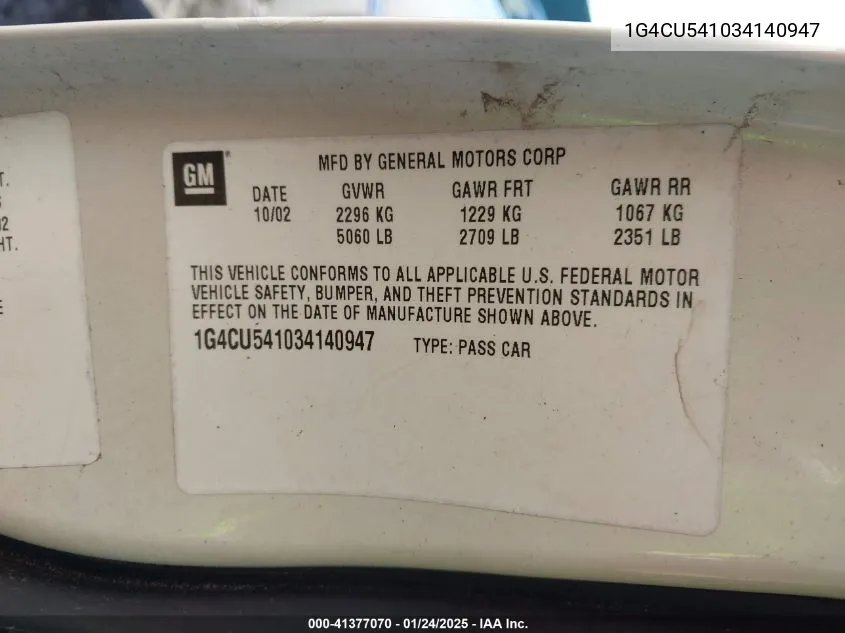 1G4CU541034140947
T.
HT.
E
GM
MFD BY GENERAL MOTORS CORP
DATE GVWR GAWR FRT GAWR RR
10/02 2296 KG 1229 KG 1067 KG
5060 LB 2709 LB 2351 LB
THIS VEHICLE CONFORMS TO ALL APPLICABLE U.S. FEDERAL MOTOR
VEHICLE SAFETY, BUMPER, AND THEFT PREVENTION STANDARDS IN
EFFECT ON THE DATE OF MANUFACTURE SHOWN ABOVE.
1G4CU541034140947 TYPE: PASS CAR
000-41377070 - 01/24/2025 - IAA Inc.